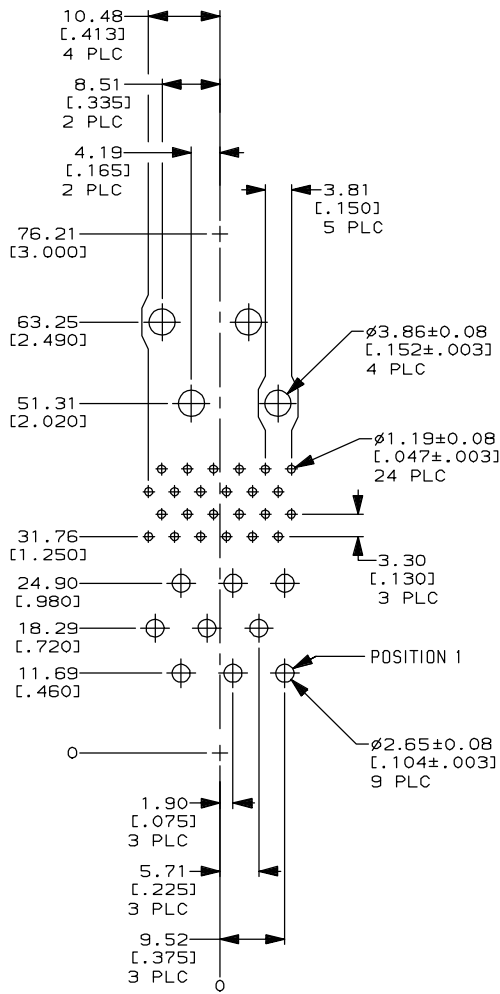 10.48
[.413]
4 PLC
8.51
[.335]
2 PLC
4.19
[.165]
2 PLC
3.81
[.150]
5 PLC
76.21
[3.000]
63.25
[2.490]
ø3.86±0.08
[.152±.003]
4 PLC
51.31
[2.020]
ø1.19±0.08
[.047±.003]
24 PLC
31.76
[1.250]
3.30
[.130]
3 PLC
24.90
[.980]
18.29
[.720]
POSITION 1
11.69
[.460]
ø2.65±0.08
[.104±.003]
9 PLC
0
1.90
[.075]
3 PLC
5.71
[.225]
3 PLC
9.52
[.375]
3 PLC
0